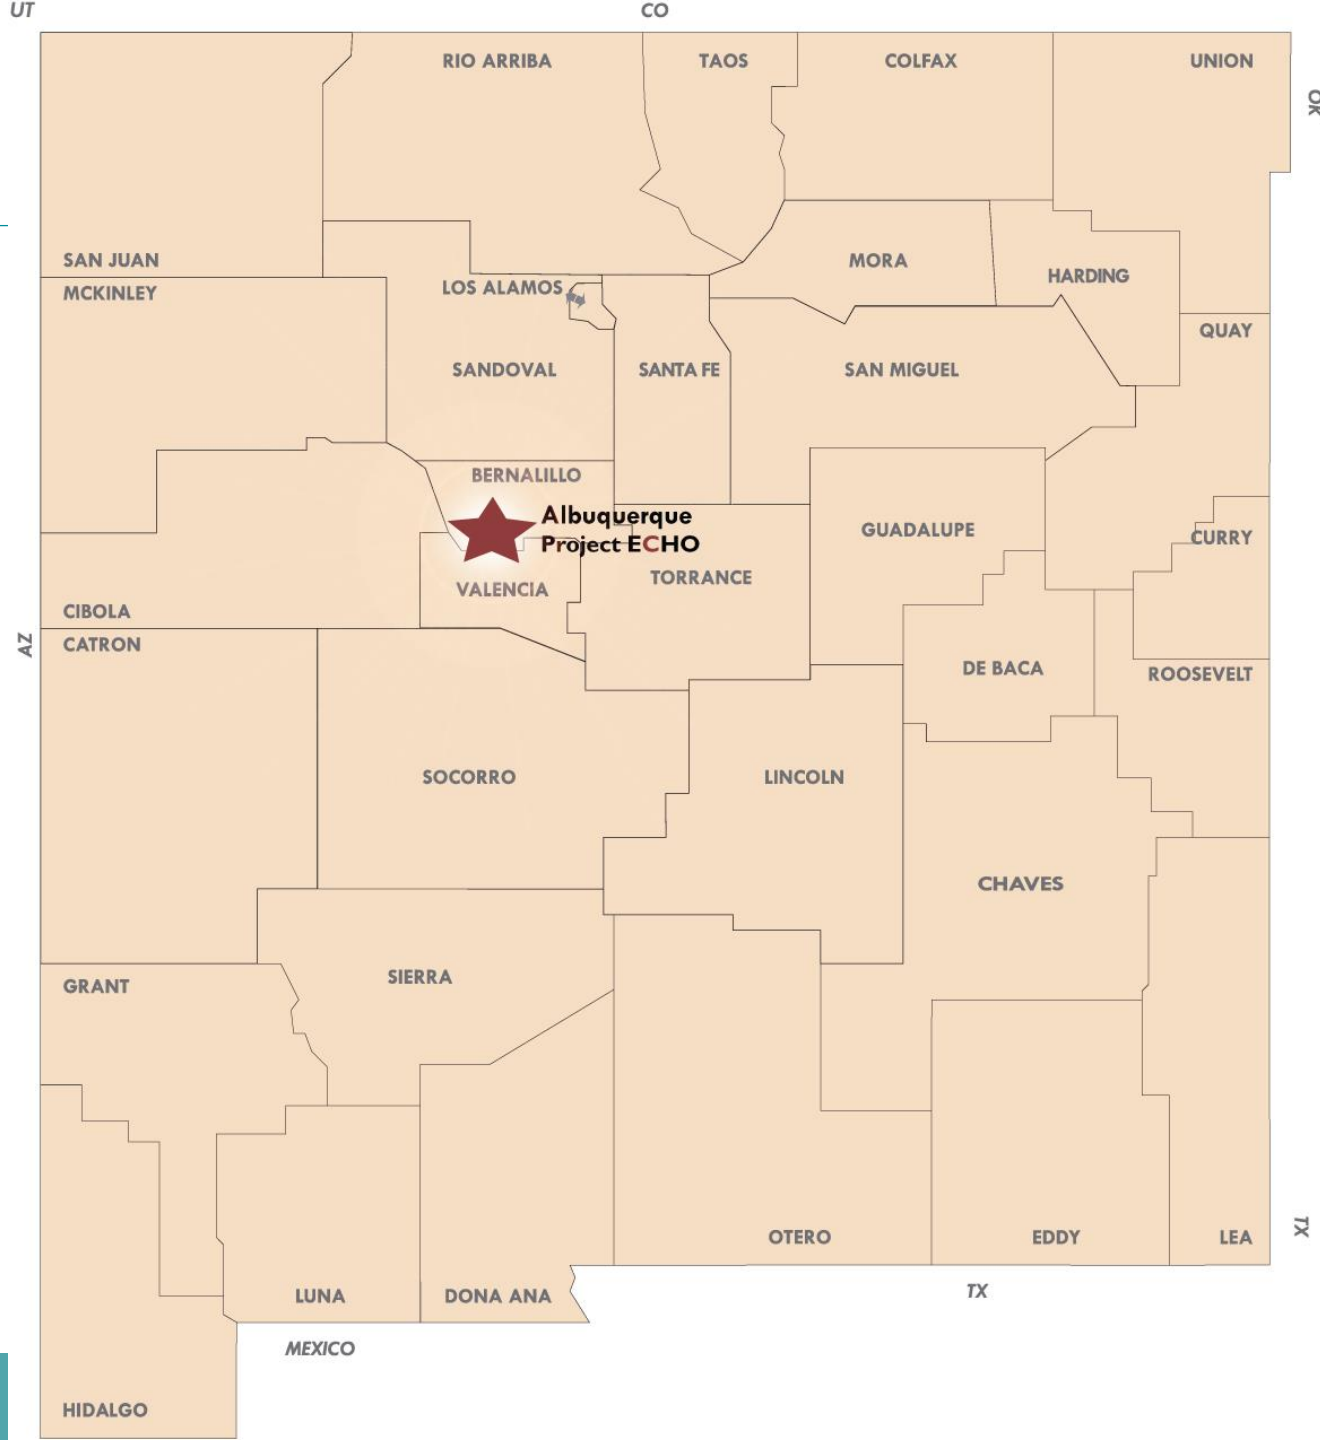 UT
CO
RIO ARRIBA
TAOS
COLFAX
UNION
OK
SAN JUAN
MORA
HARDING
MCKINLEY
LOS ALAMOS
QUAY
SANDOVAL
SANTA FE
SAN MIGUEL
BERNALILLO
Albuquerque
Project ECHO
GUADALUPE
CURRY
TORRANCE
VALENCIA
CIBOLA
AZ
CATRON
DE BACA
ROOSEVELT
SOCORRO
LINCOLN
CHAVES
SIERRA
GRANT
OTERO
EDDY
LEA
TX
TX
LUNA
DONA ANA
MEXICO
HIDALGO